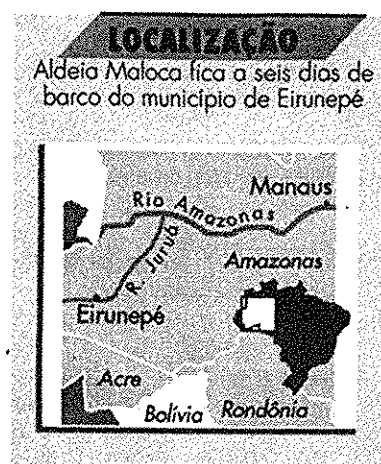 LOCALIZAÇÃO
Aldeia Maloca fica a seis dias de
barco do município de Eirunepé
Manaus
Rio Amazonas
R. Juruá
Amazonas
Eirunepé
Acre
Bolívia
Rondônia